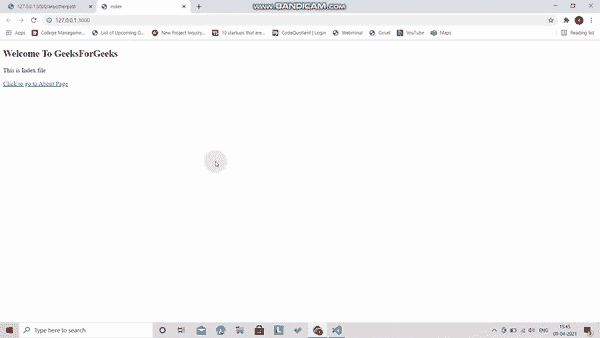 www.BANDICAM.com
127.0.0.1:3000/anotherpath
index
127.0.0.1:3000
Apps
College Manageme...
List of Upcoming G...
New Project Inquiry...
10 startups that are...
CodeQuotient | Login
Webminal
Gmail
YouTube
Maps
Reading list
Welcome To GeeksForGeeks
This is Index file
Click to go to About Page
Type here to search
ENG
15:45
09-04-2021